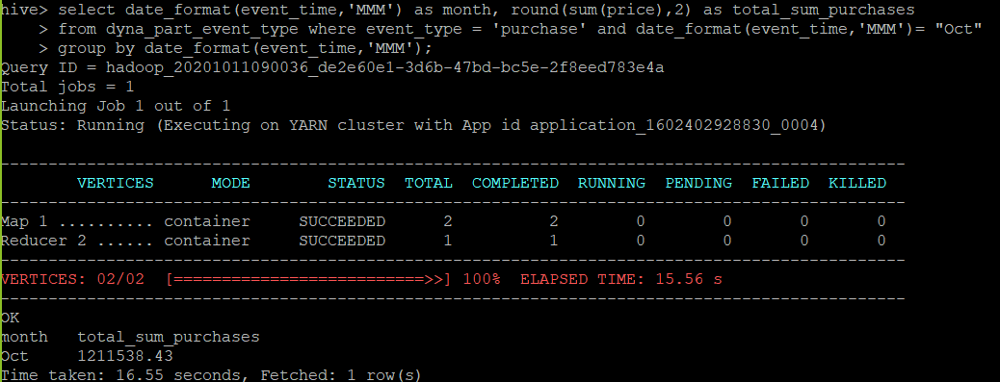 hive> select date_format(event_time,'MMM') as month, round(sum(price),2) as total_sum_purchases
    > from dyna_part_event_type where event_type = 'purchase' and date_format(event_time,'MMM')= "Oct"
    > group by date_format(event_time,'MMM');
Query ID = hadoop_20201011090036_de2e60e1-3d6b-47bd-bc5e-2f8eed783e4a
Total jobs = 1
Launching Job 1 out of 1
Status: Running (Executing on YARN cluster with App id application_1602402928830_0004)
----------------------------------------------------------------------------------------------
        VERTICES      MODE        STATUS  TOTAL  COMPLETED  RUNNING  PENDING  FAILED  KILLED
----------------------------------------------------------------------------------------------
Map 1 .......... container     SUCCEEDED      2          2        0        0       0       0
Reducer 2 ...... container     SUCCEEDED      1          1        0        0       0       0
----------------------------------------------------------------------------------------------
VERTICES: 02/02  [==========================>>] 100%  ELAPSED TIME: 15.56 s
----------------------------------------------------------------------------------------------
OK
month   total_sum_purchases
Oct     1211538.43
Time taken: 16.55 seconds, Fetched: 1 row(s)